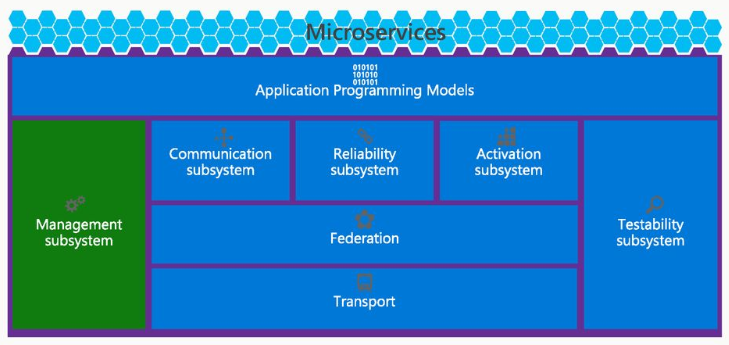 Microservices
010101
101010
010101
Application Programming Models
Communication
subsystem
Reliability
subsystem
Activation
subsystem
Management
subsystem
Federation
Testability
subsystem
Transport